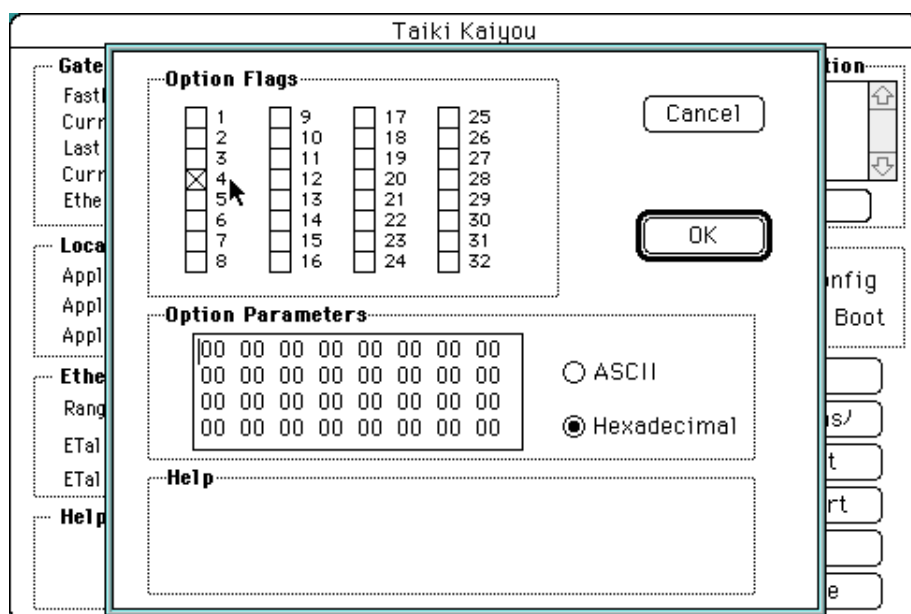 Taiki Kaiyou
Gate
Fast
Curr
Last
Curr
Ethe
Loca
Appl
Appl
Appl
Ethe
Rang
ETal
ETal
Help
Option Flags
1 9 17 25
2 10 18 26
3 11 19 27
4 12 20 28
5 13 21 29
6 14 22 30
7 15 23 31
8 16 24 32
Cancel
OK
Option Parameters
00 00 00 00 00 00 00 00
00 00 00 00 00 00 00 00
00 00 00 00 00 00 00 00
00 00 00 00 00 00 00 00
ASCII
Hexadecimal
Help
tion
nfig
Boot
t
rt
e